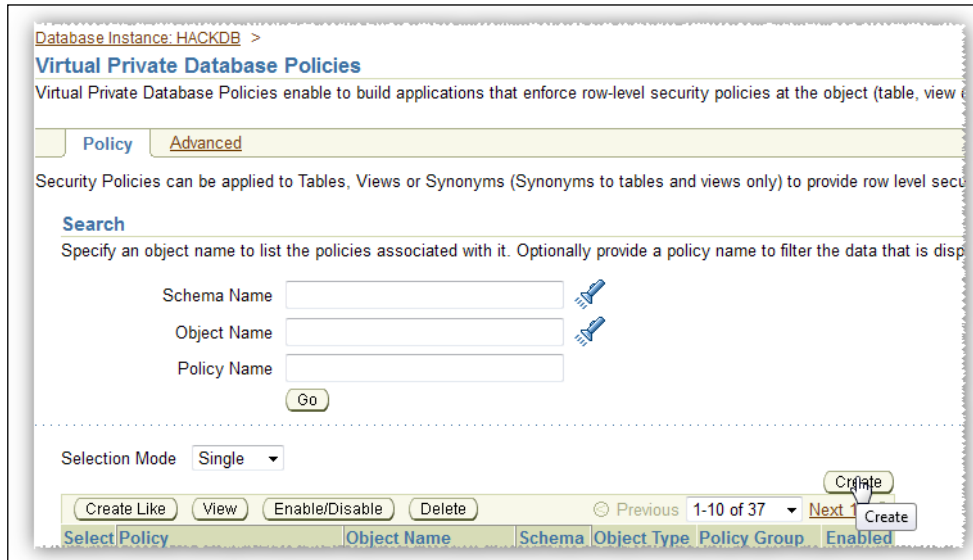 Database Instance: HACKDB >
Virtual Private Database Policies
Virtual Private Database Policies enable to build applications that enforce row-level security policies at the object (table, view
Policy Advanced
Security Policies can be applied to Tables, Views or Synonyms (Synonyms to tables and views only) to provide row level secu
Search
Specify an object name to list the policies associated with it. Optionally provide a policy name to filter the data that is disp
Schema Name
Object Name
Policy Name
Go
Selection Mode Single
Create
Create Like View Enable/Disable Delete Previous 1-10 of 37 Next 1
Create
Select Policy Object Name Schema Object Type Policy Group Enabled